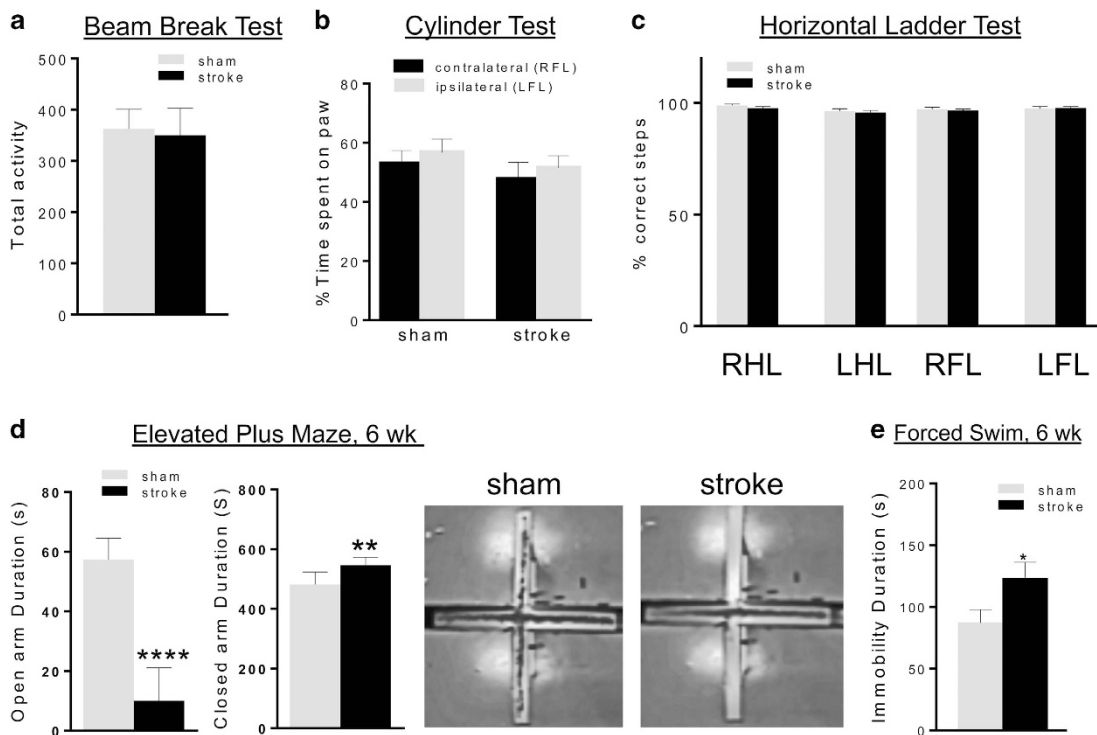 a
Beam Break Test
sham
stroke
Total activity
500
400
300
200
100
0
b
Cylinder Test
contralateral (RFL)
ipsilateral (LFL)
%Time spent on paw
80
60
40
20
0
sham
stroke
c
Horizontal Ladder Test
sham
stroke
% correct steps
100
50
0
RHL
LHL
RFL
LFL
d
Elevated Plus Maze, 6 wk
sham
stroke
Open arm Duration (s)
80
60
40
20
0
****
Closed arm Duration (S)
800
600
400
200
0
**
sham
stroke
e
Forced Swim, 6 wk
sham
stroke
Immobility Duration (s)
200
150
100
50
0
*